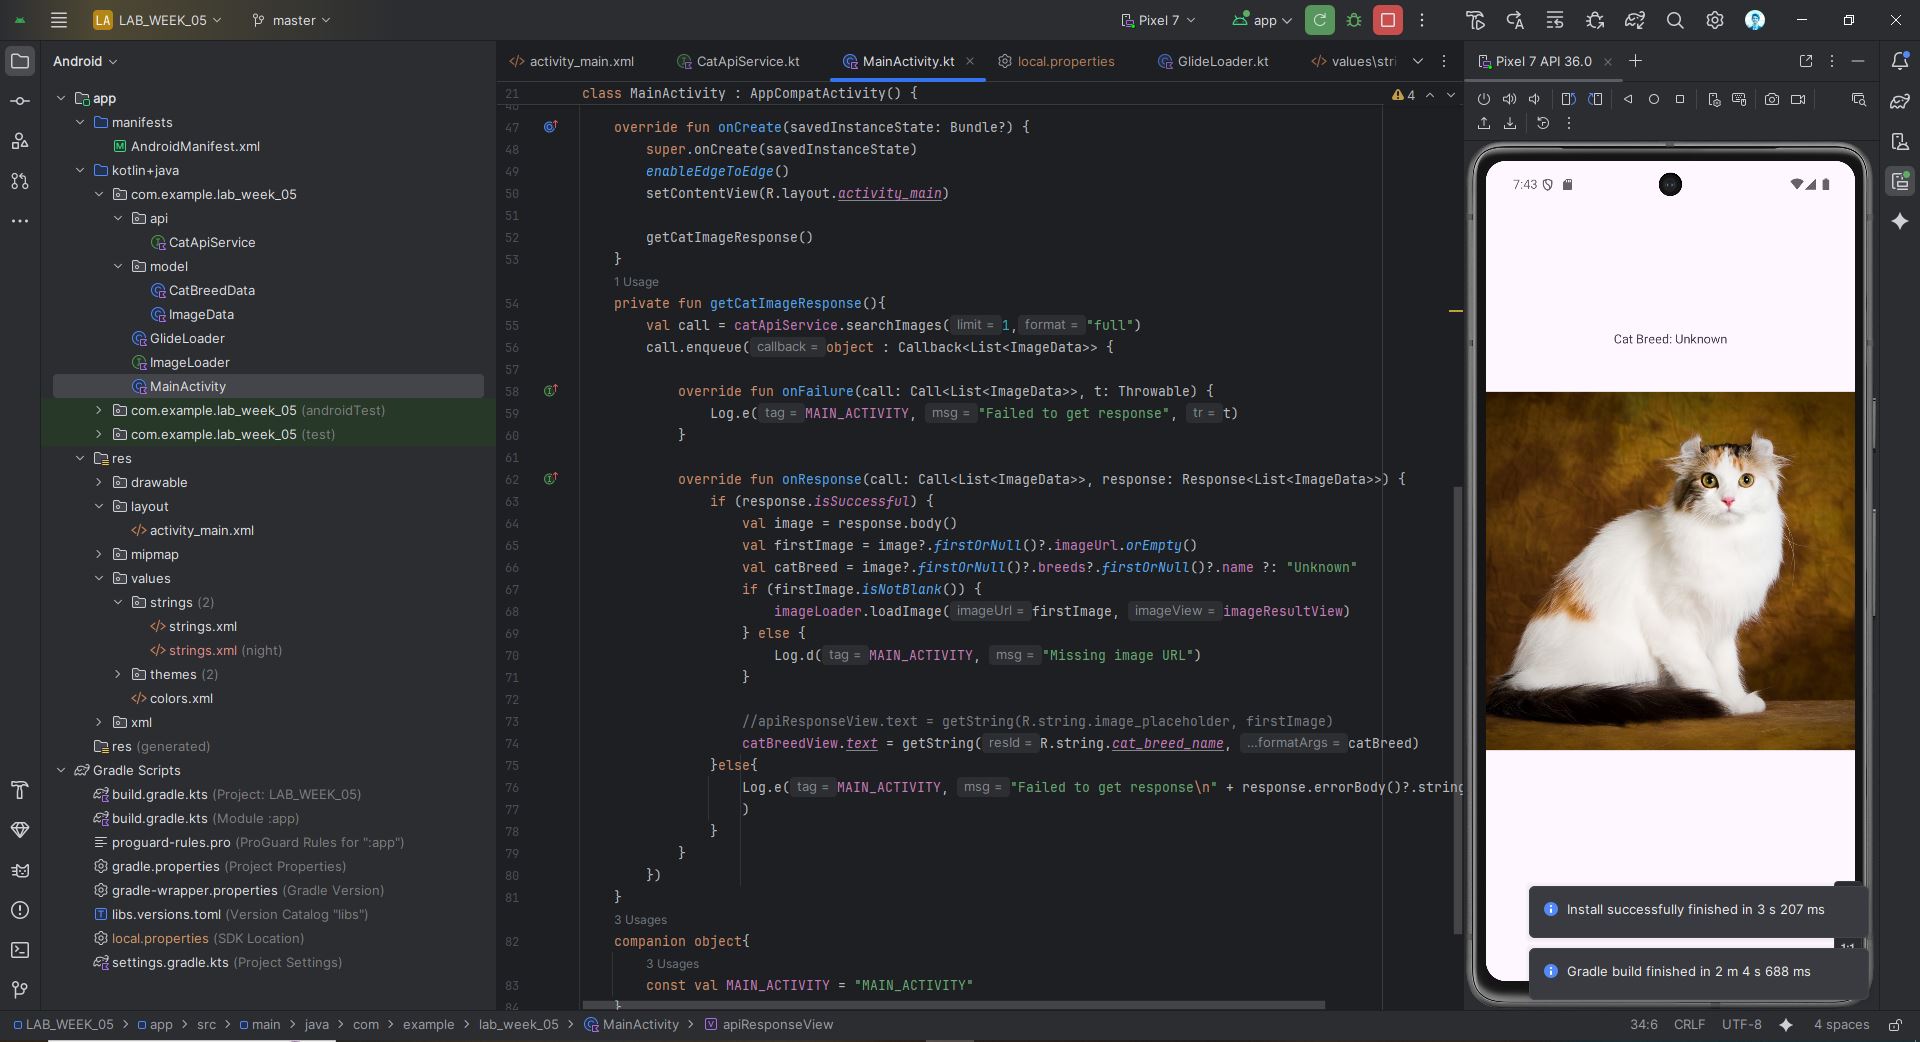 LA LAB_WEEK_05 master Pixel 7 app
Android
app
manifests
AndroidManifest.xml
kotlin+java
com.example.lab_week_05
api
CatApiService
model
CatBreedData
ImageData
GlideLoader
ImageLoader
MainActivity
com.example.lab_week_05 (androidTest)
com.example.lab_week_05 (test)
res
drawable
layout
activity_main.xml
mipmap
values
strings (2)
strings.xml
strings.xml (night)
themes (2)
colors.xml
xml
res (generated)
Gradle Scripts
build.gradle.kts (Project: LAB_WEEK_05)
build.gradle.kts (Module :app)
proguard-rules.pro (ProGuard Rules for ":app")
gradle.properties (Project Properties)
gradle-wrapper.properties (Gradle Version)
libs.versions.toml (Version Catalog "libs")
local.properties (SDK Location)
settings.gradle.kts (Project Settings)
activity_main.xml CatApiService.kt MainActivity.kt local.properties GlideLoader.kt values\stri
21 class MainActivity : AppCompatActivity() { 4
47 override fun onCreate(savedInstanceState: Bundle?) {
48 super.onCreate(savedInstanceState)
49 enableEdgeToEdge()
50 setContentView(R.layout.activity_main)
51
52 getCatImageResponse()
53 }
1 Usage
54 private fun getCatImageResponse(){
55 val call = catApiService.searchImages( limit = 1, format = "full")
56 call.enqueue( callback = object : Callback<List<ImageData>> {
57
58 override fun onFailure(call: Call<List<ImageData>>, t: Throwable) {
59 Log.e( tag = MAIN_ACTIVITY, msg = "Failed to get response", tr = t)
60 }
61
62 override fun onResponse(call: Call<List<ImageData>>, response: Response<List<ImageData>>) {
63 if (response.isSuccessful) {
64 val image = response.body()
65 val firstImage = image?.firstOrNull()?.imageUrl.orEmpty()
66 val catBreed = image?.firstOrNull()?.breeds?.firstOrNull()?.name ?: "Unknown"
67 if (firstImage.isNotBlank()) {
68 imageLoader.loadImage( imageUrl = firstImage, imageView = imageResultView)
69 } else {
70 Log.d( tag = MAIN_ACTIVITY, msg = "Missing image URL")
71 }
72
73 //apiResponseView.text = getString(R.string.image_placeholder, firstImage)
74 catBreedView.text = getString( resId = R.string.cat_breed_name, ...formatArgs = catBreed)
75 }else{
76 Log.e( tag = MAIN_ACTIVITY, msg = "Failed to get response\n" + response.errorBody()?.string
77 )
78 }
79 }
80 })
81 }
3 Usages
82 companion object{
3 Usages
83 const val MAIN_ACTIVITY = "MAIN_ACTIVITY"
84 }
Pixel 7 API 36.0
7:43
Cat Breed: Unknown
Install successfully finished in 3 s 207 ms
1:1
Gradle build finished in 2 m 4 s 688 ms
LAB_WEEK_05 > app > src > main > java > com > example > lab_week_05 > MainActivity > apiResponseView 34:6 CRLF UTF-8 4 spaces